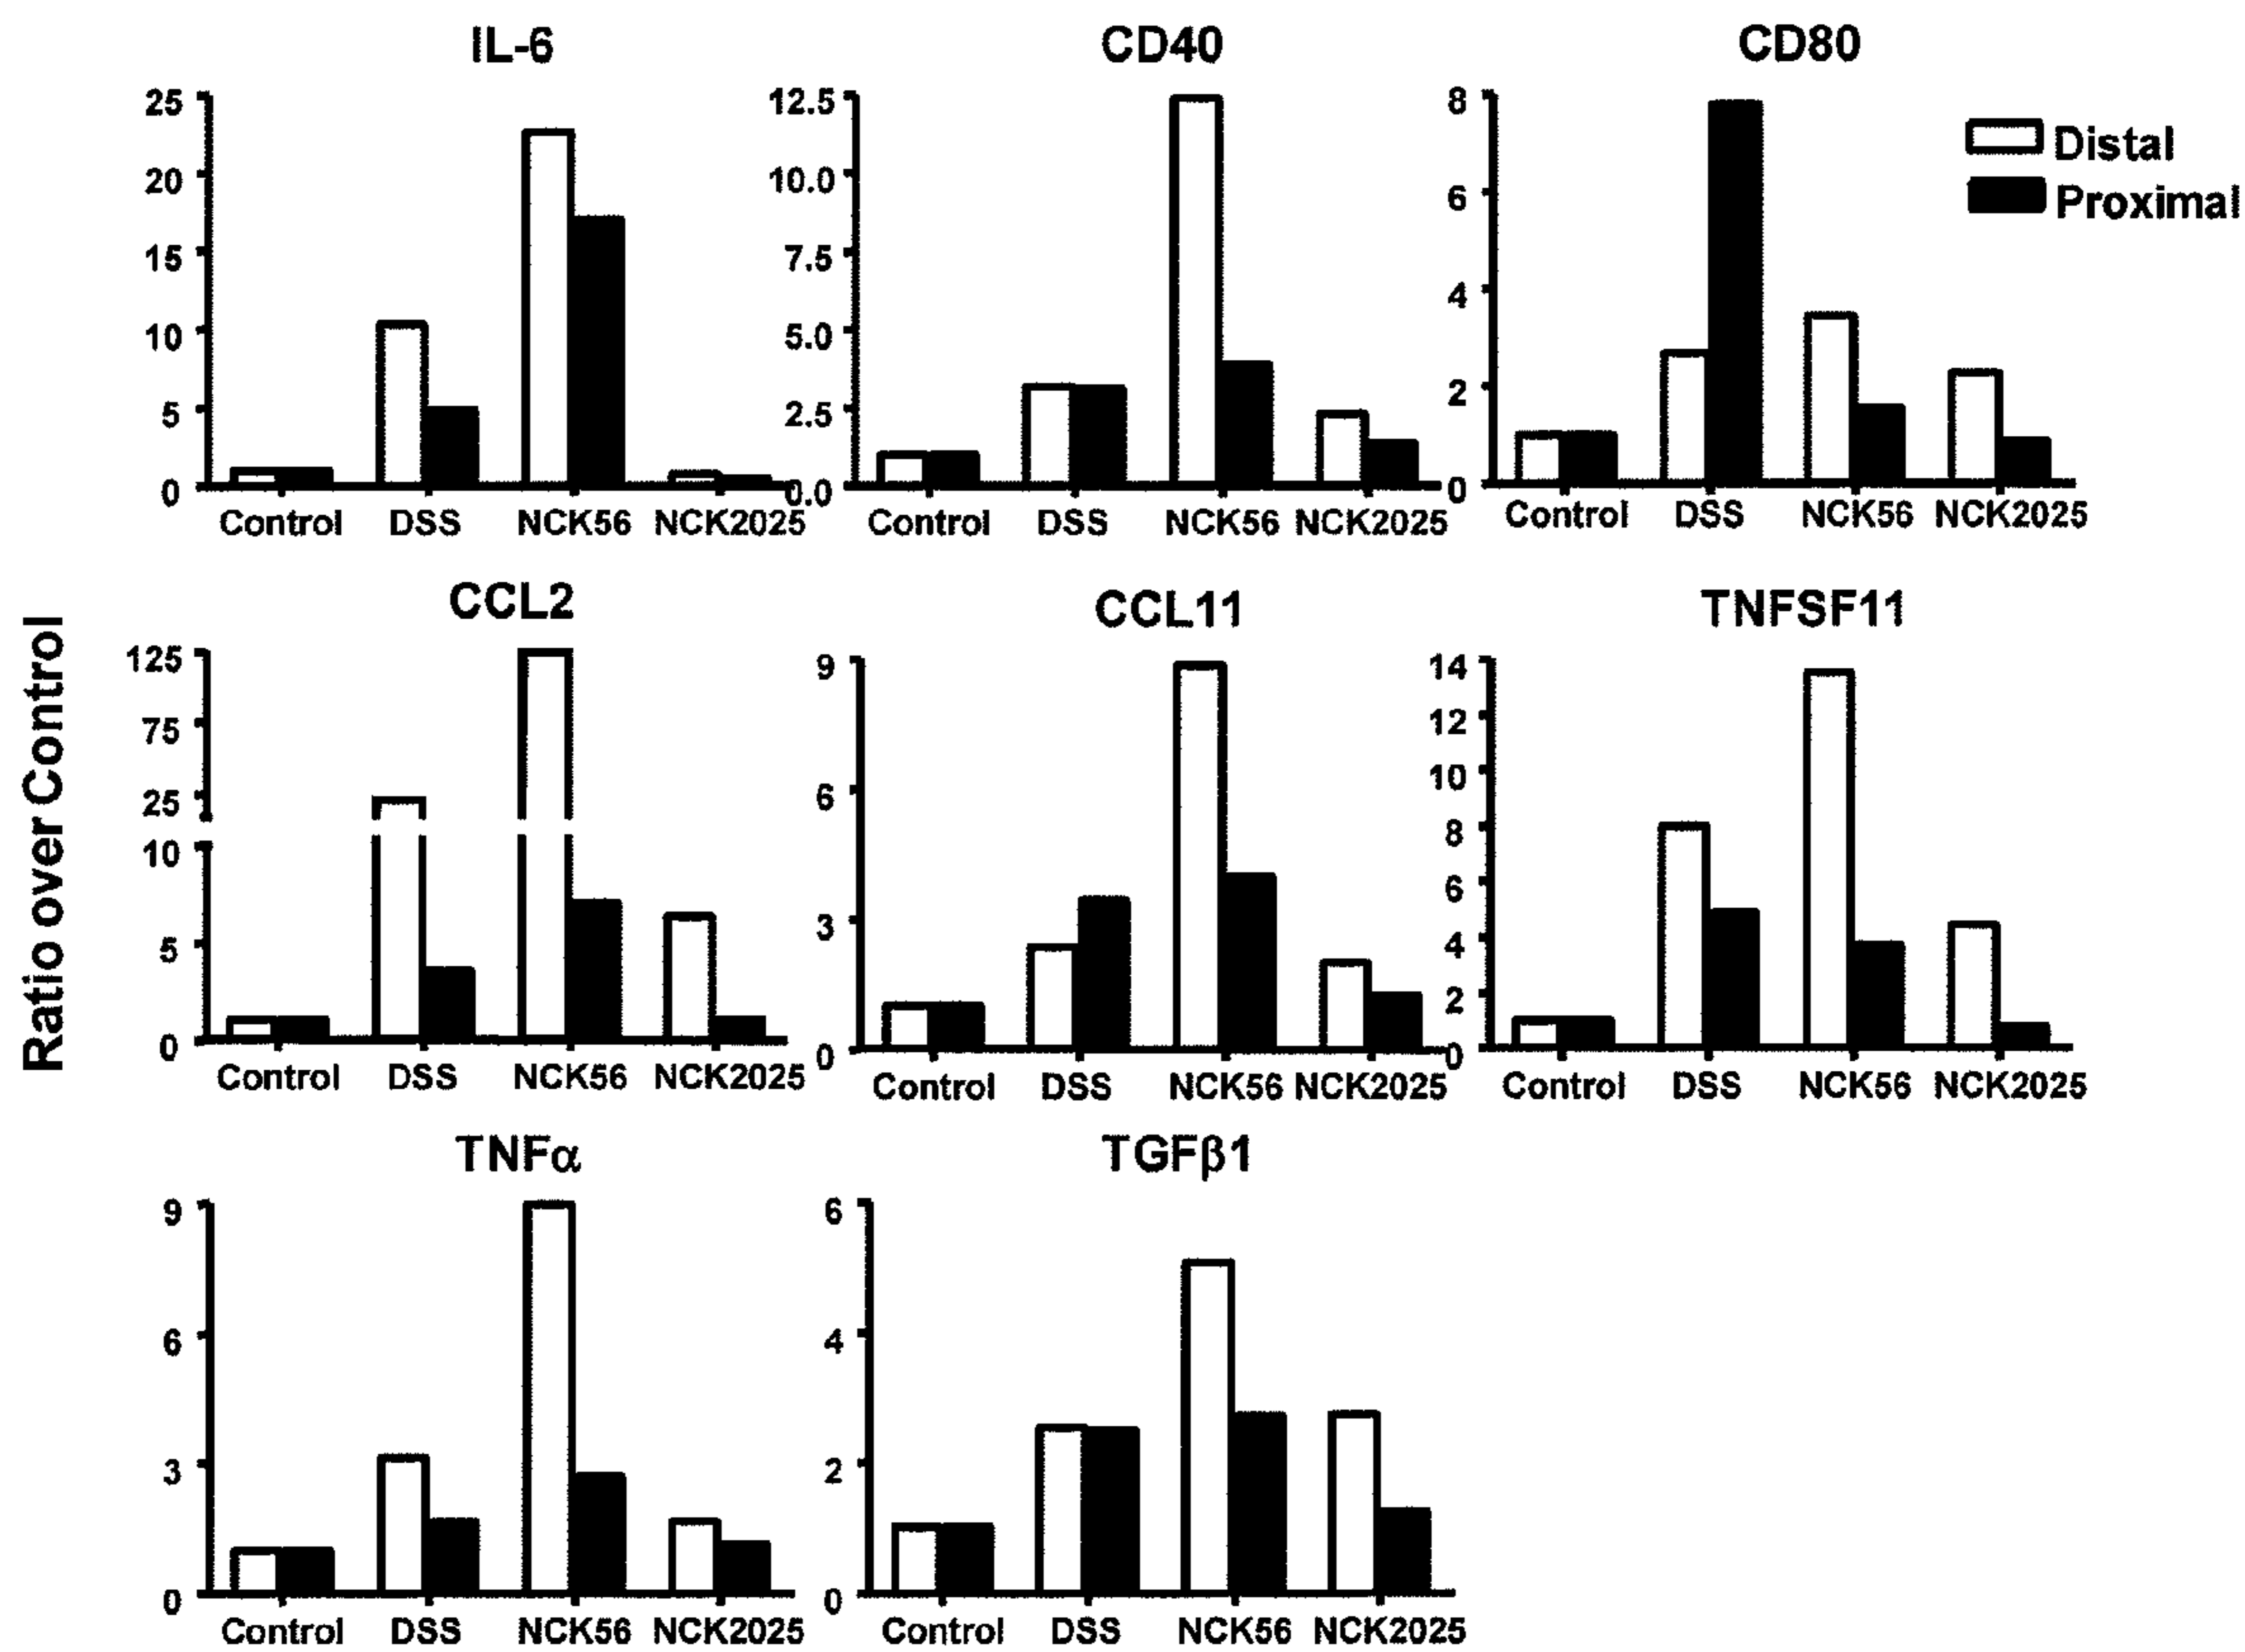 IL-6
CD40
CD80
25
20
15
10
5
0
Control DSS NCK56 NCK2025
12.5
10.0
7.5
5.0
2.5
0.0
Control DSS NCK56 NCK2025
8
6
4
2
0
Control DSS NCK56 NCK2025
Distal
Proximal
Ratio over Control
CCL2
CCL11
TNFSF11
125
75
25
10
5
0
Control DSS NCK56 NCK2025
9
6
3
0
Control DSS NCK56 NCK2025
14
12
10
8
6
4
2
0
Control DSS NCK56 NCK2025
TNFα
TGFβ1
9
6
3
0
Control DSS NCK56 NCK2025
6
4
2
0
Control DSS NCK56 NCK2025